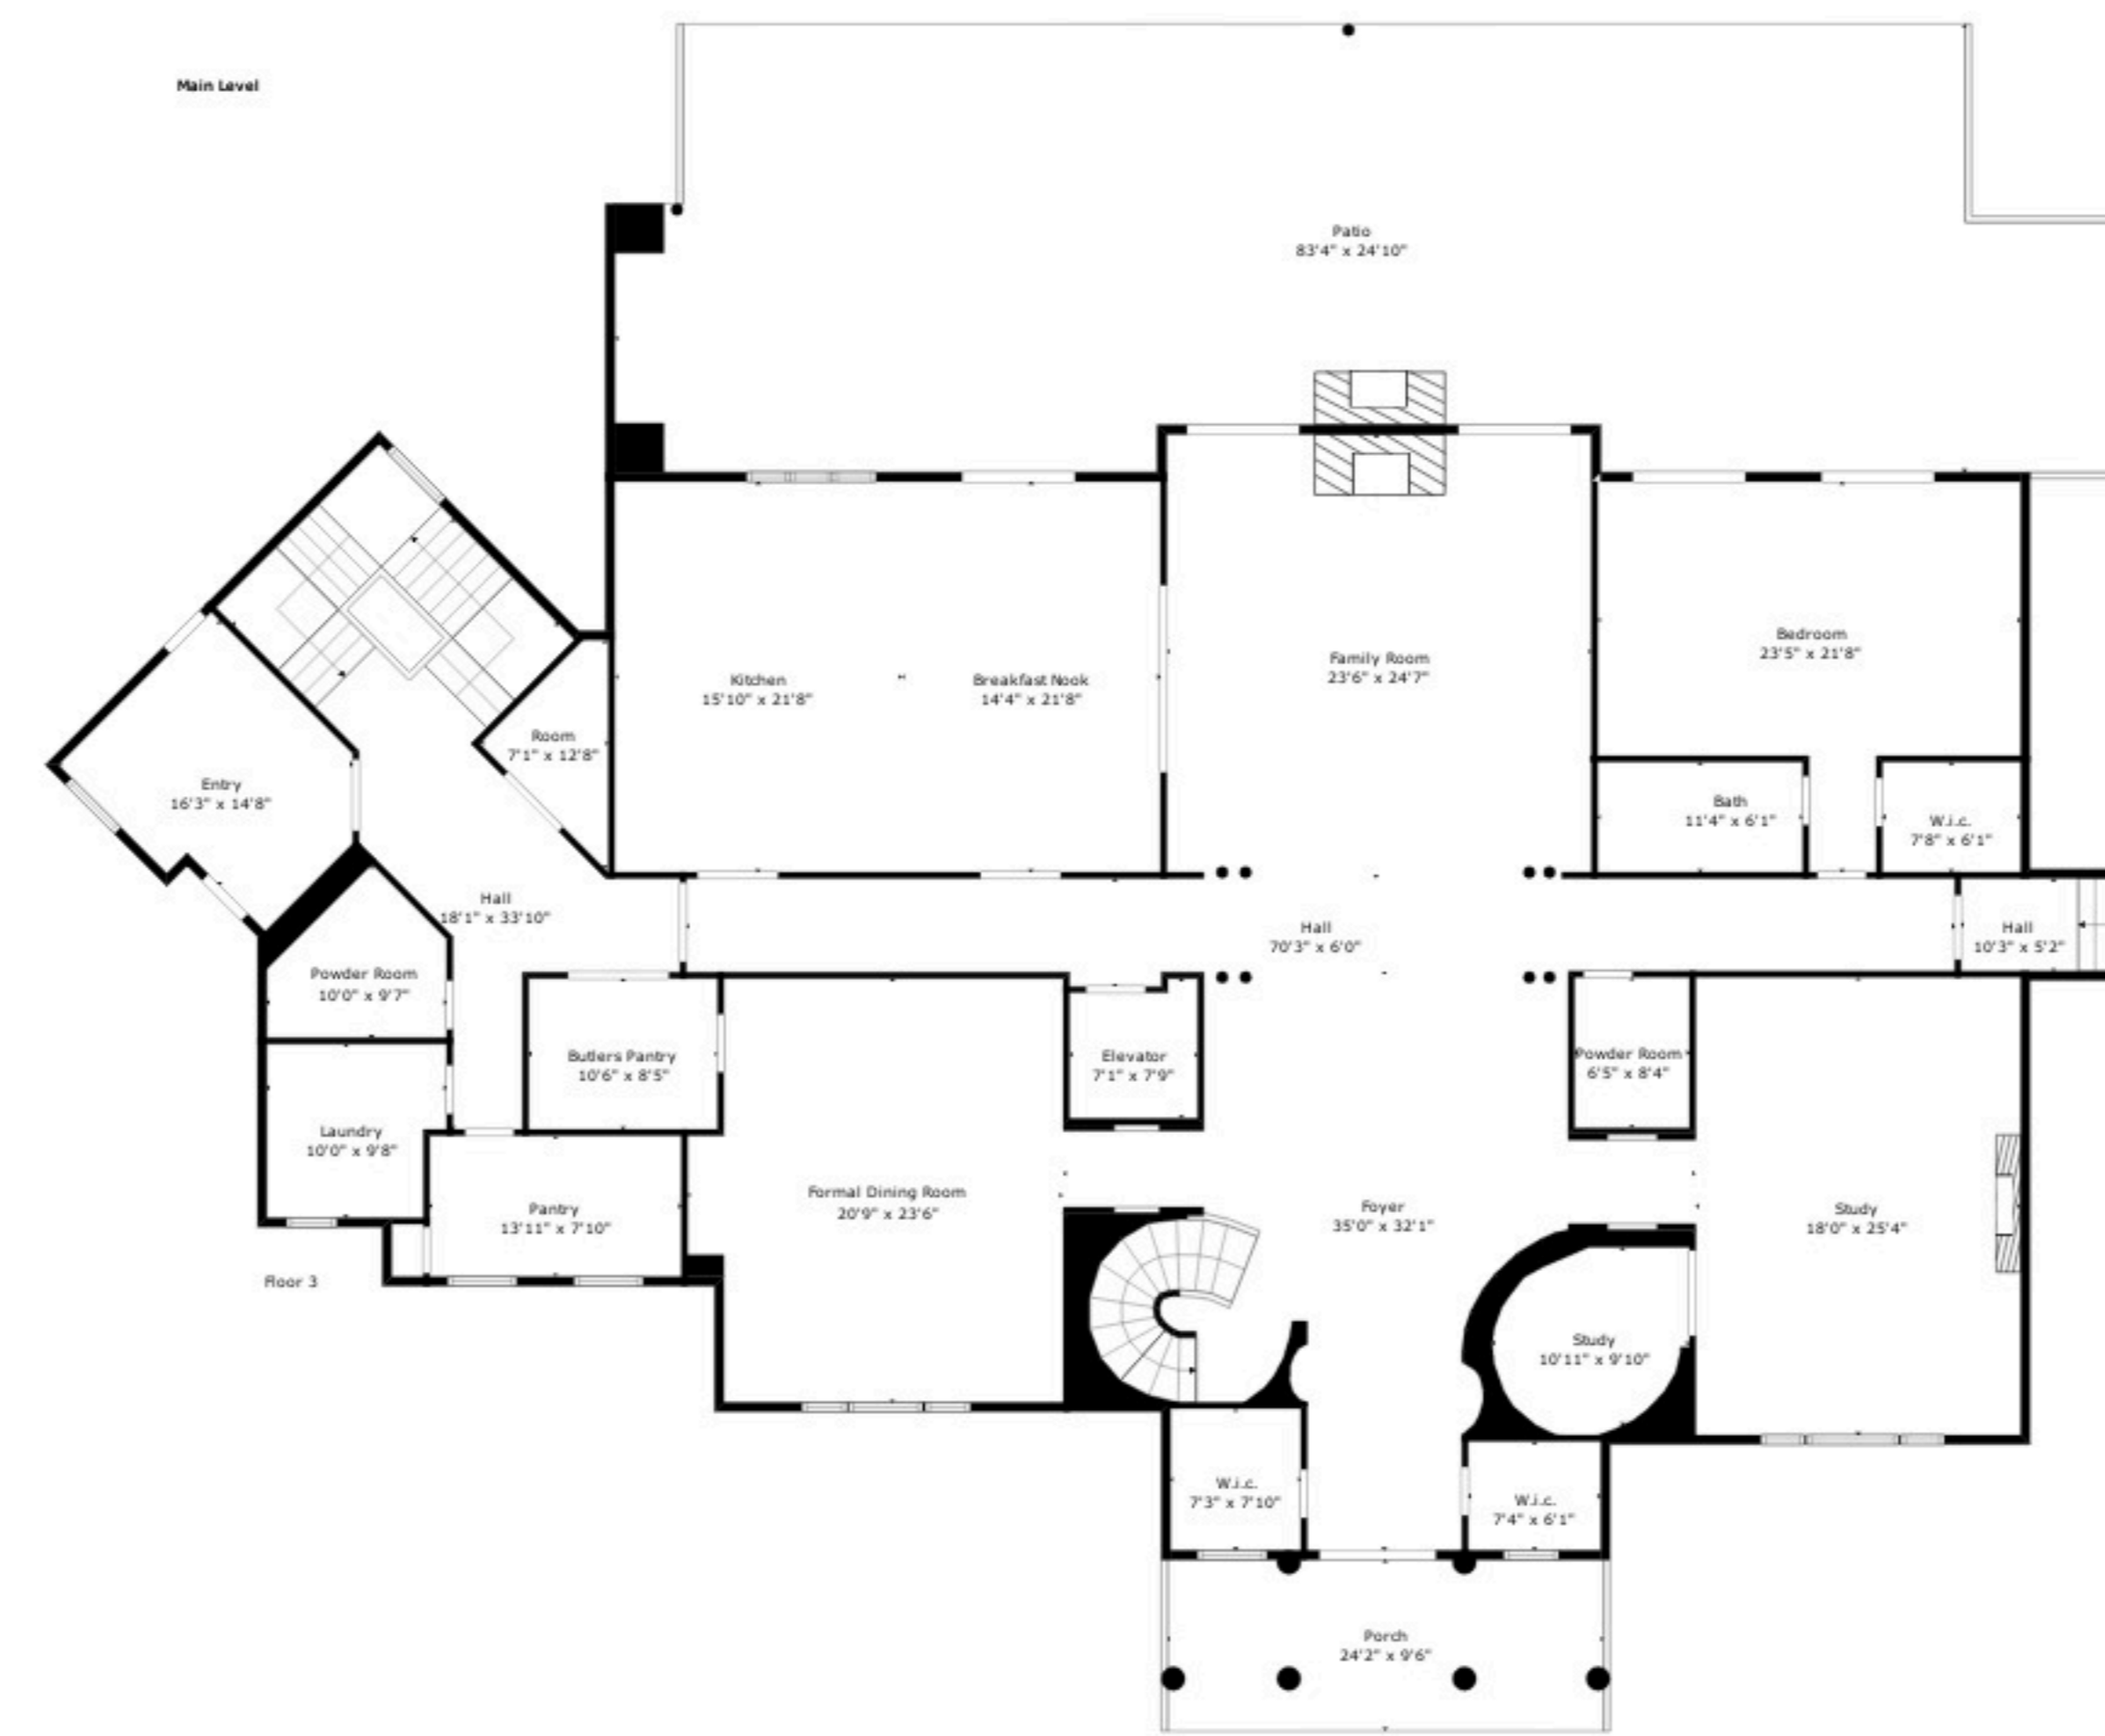 Main Level
Patio
83'4" x 24'10"
Kitchen
15'10" x 21'8"
Breakfast Nook
14'4" x 21'8"
Family Room
23'6" x 24'7"
Bedroom
23'5" x 21'8"
Room
7'1" x 12'8"
Entry
16'3" x 14'8"
Bath
11'4" x 6'1"
W.i.c.
7'8" x 6'1"
Hall
18'1" x 33'10"
Hall
70'3" x 6'0"
Hall
10'3" x 5'2"
Powder Room
10'0" x 9'7"
Butlers Pantry
10'6" x 8'5"
Elevator
7'1" x 7'9"
Powder Room
6'5" x 8'4"
Laundry
10'0" x 9'8"
Pantry
13'11" x 7'10"
Formal Dining Room
20'9" x 23'6"
Foyer
35'0" x 32'1"
Study
18'0" x 25'4"
Floor 3
Study
10'11" x 9'10"
W.i.c.
7'3" x 7'10"
W.i.c.
7'4" x 6'1"
Porch
24'2" x 9'6"